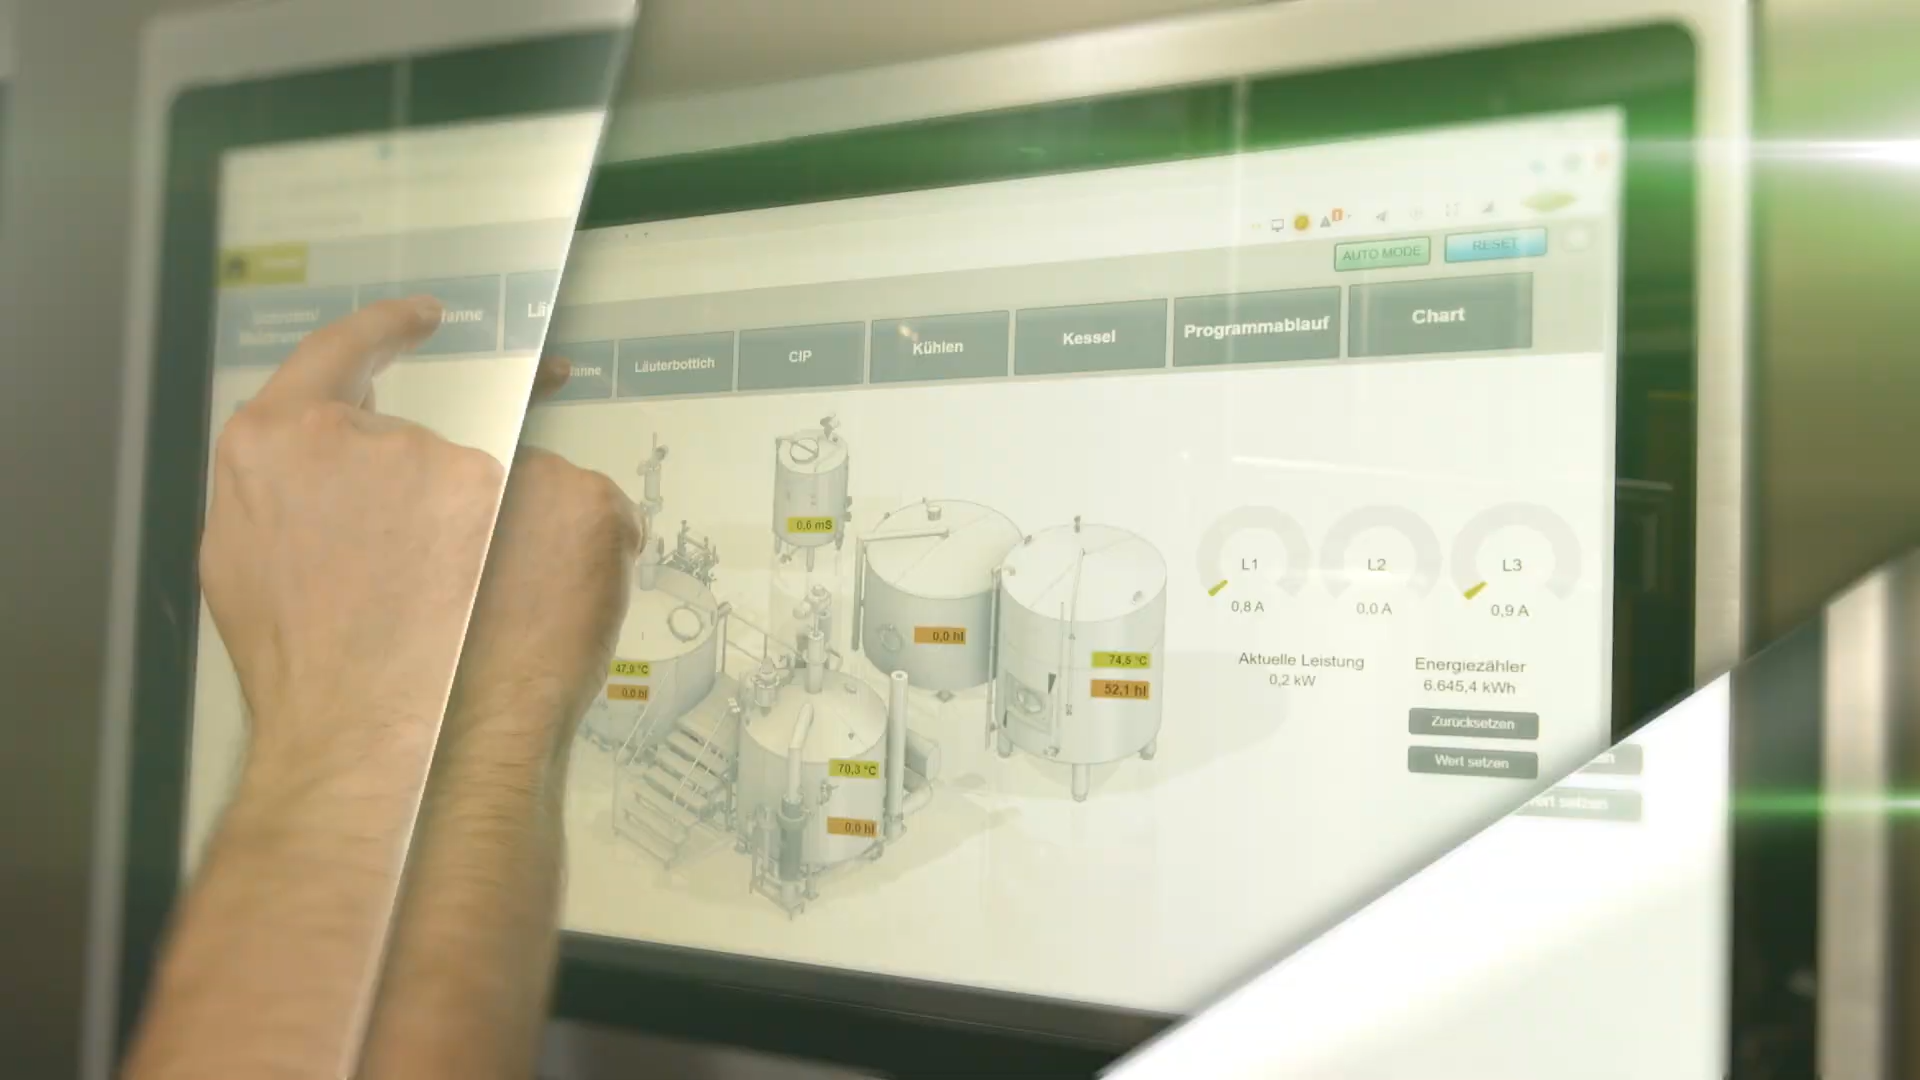 AUTO MODE
RESET
Läuterbottich
CIP
Kühlen
Kessel
Programmablauf
Chart
0,6 mS
0,0 hl
47,9 °C
0,0 hl
74,5 °C
52,1 hl
70,3 °C
0,0 hl
L1
0,8 A
L2
0,0 A
L3
0,9 A
Aktuelle Leistung
0,2 kW
Energiezähler
6.645,4 kWh
Zurücksetzen
Wert setzen